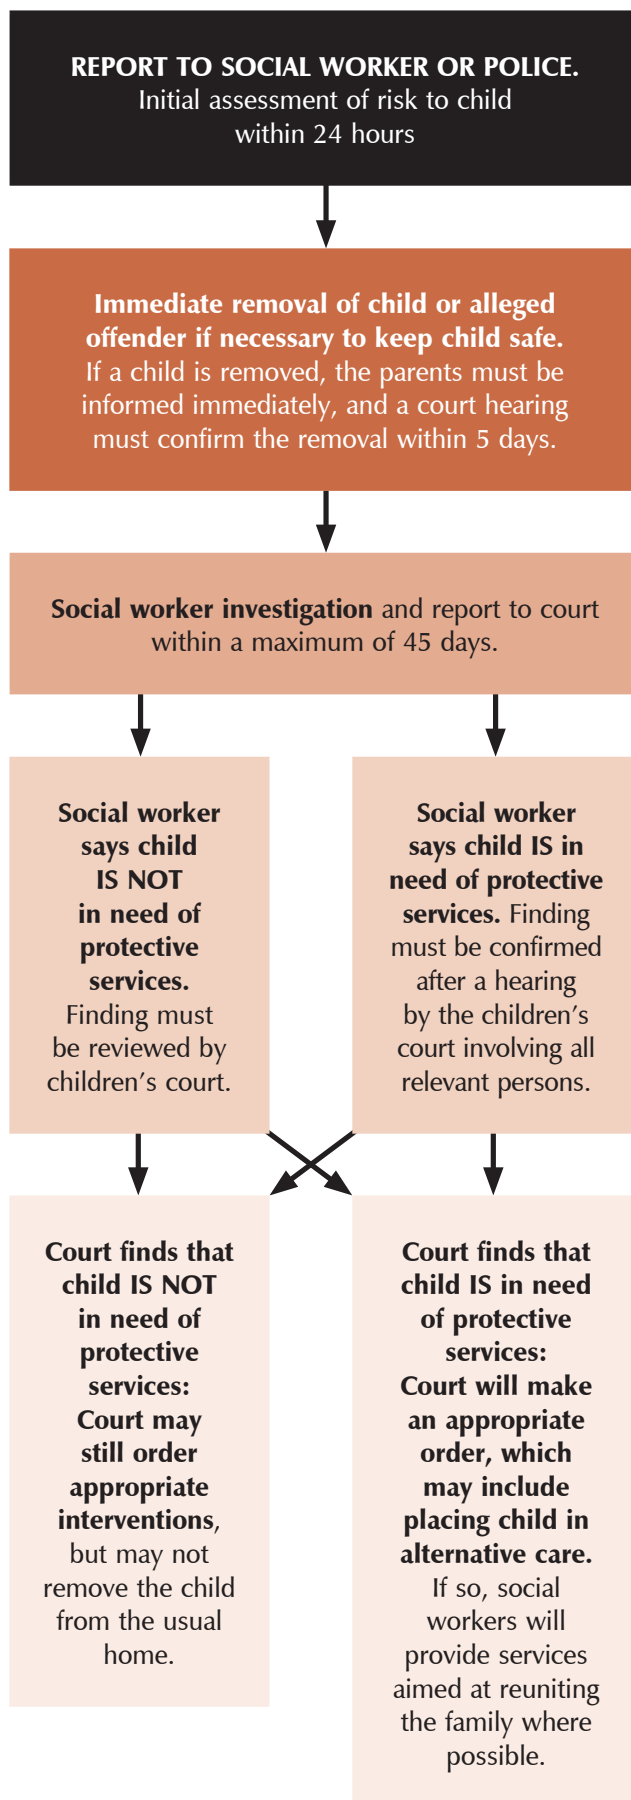 REPORT TO SOCIAL WORKER OR POLICE.
Initial assessment of risk to child
within 24 hours
Immediate removal of child or alleged
offender if necessary to keep child safe.
If a child is removed, the parents must be
informed immediately, and a court hearing
must confirm the removal within 5 days.
Social worker investigation and report to court
within a maximum of 45 days.
Social worker
says child
IS NOT
in need of
protective
services.
Finding must
be reviewed by
children’s court.
Social worker
says child IS in
need of protective
services. Finding
must be confirmed
after a hearing
by the children’s
court involving all
relevant persons.
Court finds that
child IS NOT
in need of
protective
services:
Court may
still order
appropriate
interventions,
but may not
remove the child
from the usual
home.
Court finds that
child IS in need
of protective
services:
Court will make
an appropriate
order, which
may include
placing child in
alternative care.
If so, social
workers will
provide services
aimed at reuniting
the family where
possible.